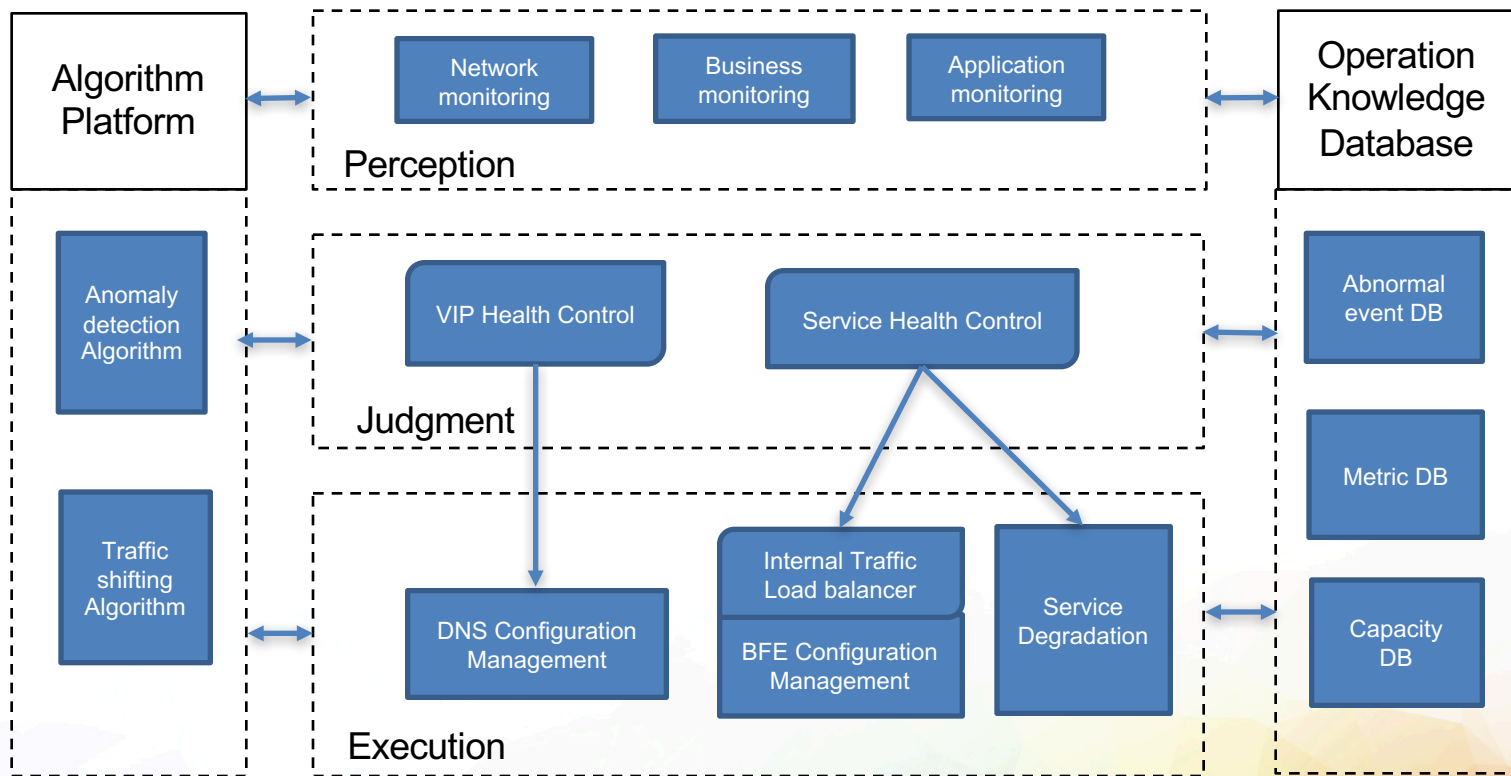 Algorithm
Platform
Network
monitoring
Business
monitoring
Application
monitoring
Perception
Operation
Knowledge
Database
Anomaly
detection
Algorithm
Traffic
shifting
Algorithm
VIP Health Control
Service Health Control
Judgment
DNS Configuration
Management
Internal Traffic
Load balancer
BFE Configuration
Management
Service
Degradation
Execution
Abnormal
event DB
Metric DB
Capacity
DB